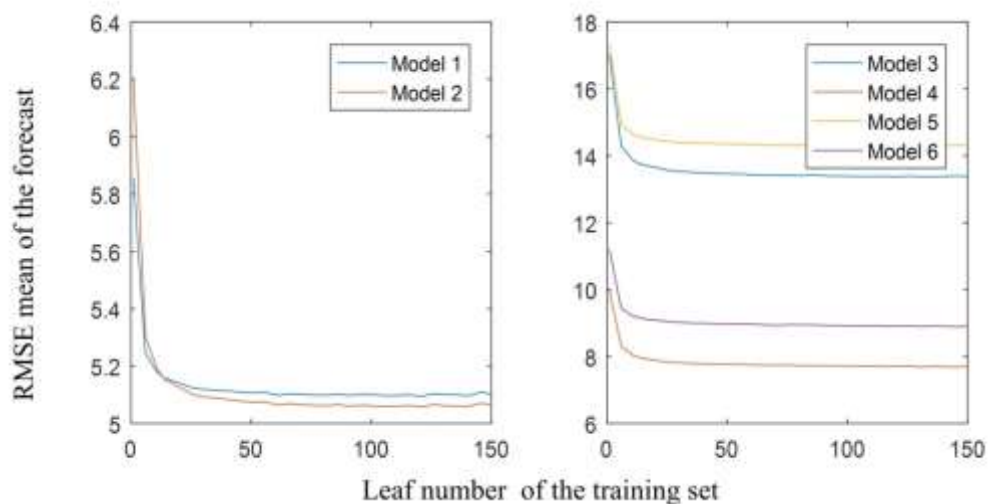 RMSE mean of the forecast
6.4
6.2
6
5.8
5.6
5.4
5.2
5
0
50
100
150
Model 1
Model 2
18
16
14
12
10
8
6
0
50
100
150
Model 3
Model 4
Model 5
Model 6
Leaf number of the training set